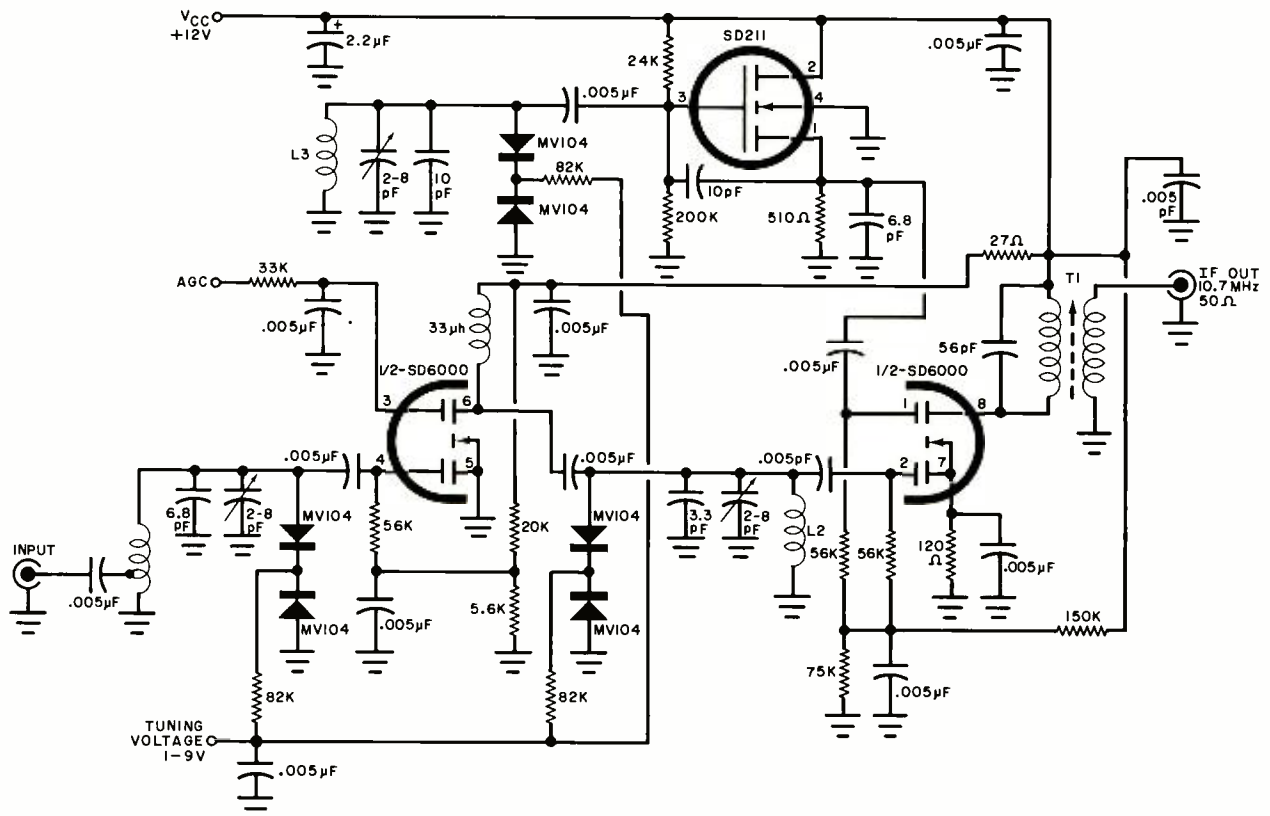 VCC
+12V
+
2.2µF
24K
SD211
2
3
4
1
.005µF
.005µF
L3
2-8
pF
10
pF
MV104
MV104
82K
10pF
200K
510Ω
6.8
pF
.005
pF
27Ω
AGC
33K
.005µF
33µh
.005µF
T1
IF OUT
10.7MHz
50Ω
56pF
.005µF
1/2-SD6000
3
6
4
5
1/2-SD6000
1
8
2
7
.005µF
.005µF
.005pF
6.8
pF
2-8
pF
MV104
MV104
56K
20K
MV104
MV104
3.3
pF
2-8
pF
L2
56K
56K
120
Ω
.005µF
INPUT
.005µF
.005µF
5.6K
150K
75K
.005µF
82K
82K
TUNING
VOLTAGE
1-9V
.005µF